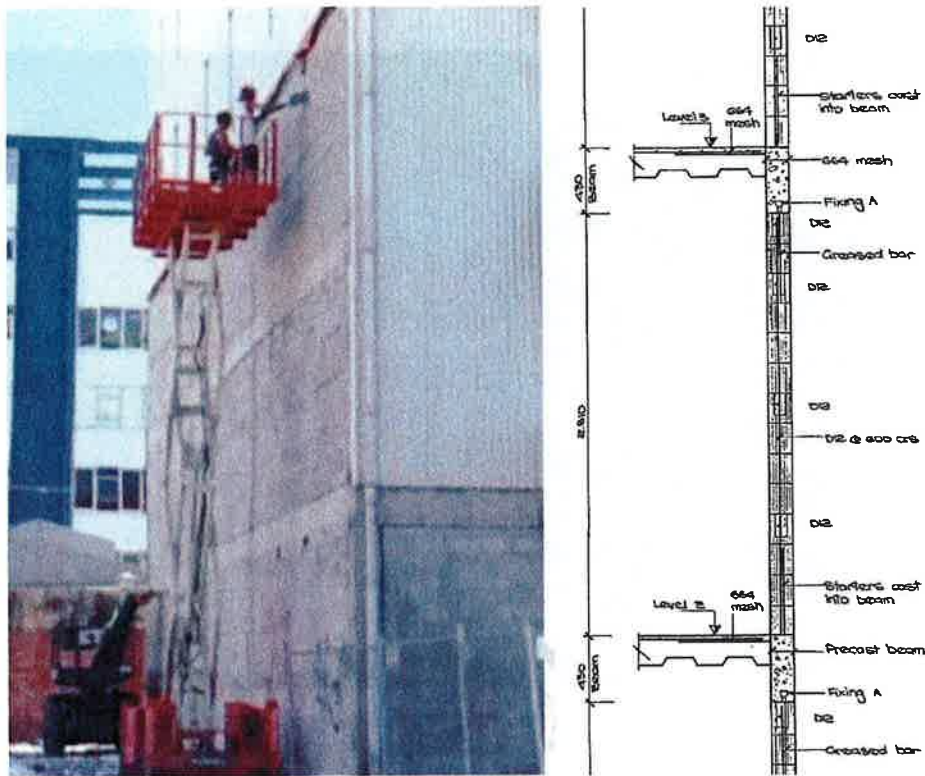 D12
Starters cast
into beam
Level 3
664
mesh
664 mesh
430
Beam
Fixing A
D12
Greased bar
D12
2.810
D12
D12 @ 600 crs
D12
Starters cast
into beam
Level 2
664
mesh
Precast beam
430
Beam
Fixing A
D12
Greased bar